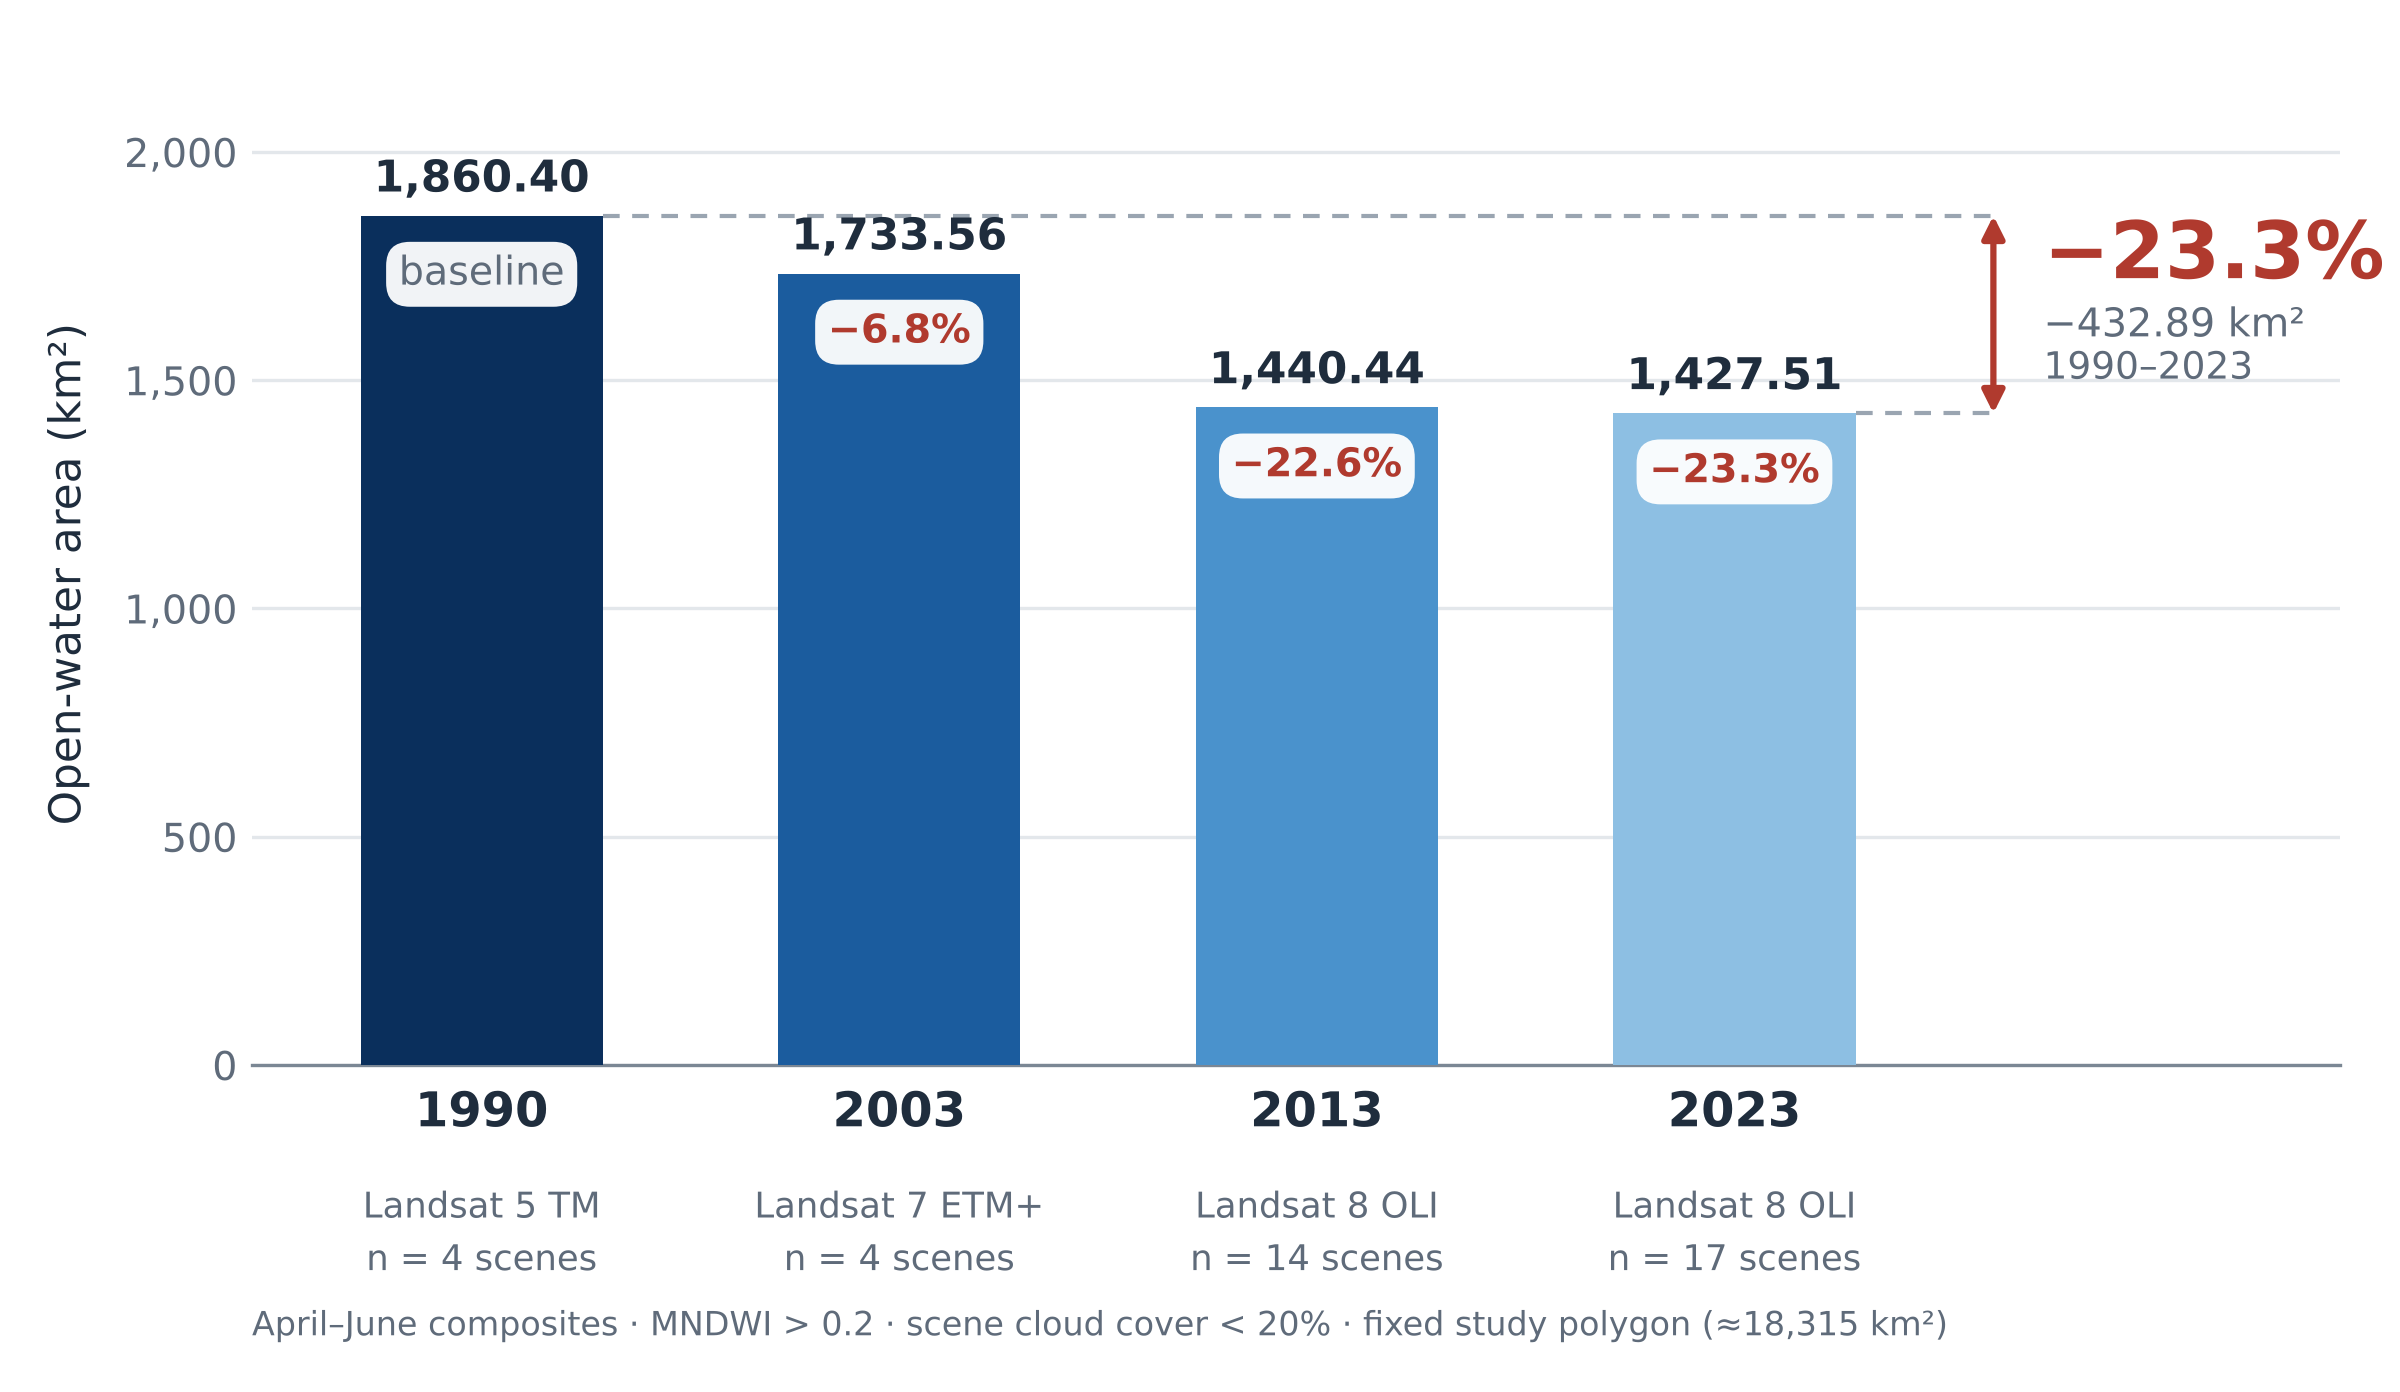 2,000
1,500
1,000
500
0
Open-water area (km²)
1,860.40
baseline
1,733.56
−6.8%
1,440.44
−22.6%
1,427.51
−23.3%
−23.3%
−432.89 km²
1990–2023
1990
2003
2013
2023
Landsat 5 TM
n = 4 scenes
Landsat 7 ETM+
n = 4 scenes
Landsat 8 OLI
n = 14 scenes
Landsat 8 OLI
n = 17 scenes
April–June composites · MNDWI > 0.2 · scene cloud cover < 20% · fixed study polygon (≈18,315 km²)